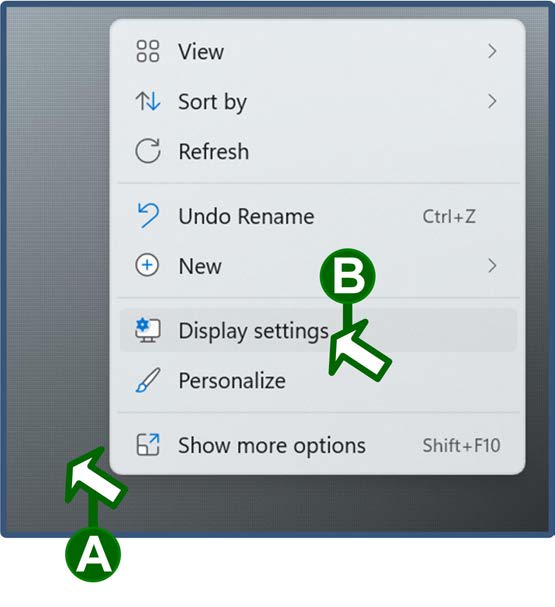 View
Sort by
Refresh
Undo Rename Ctrl+Z
New
B
Display settings
Personalize
Show more options Shift+F10
A